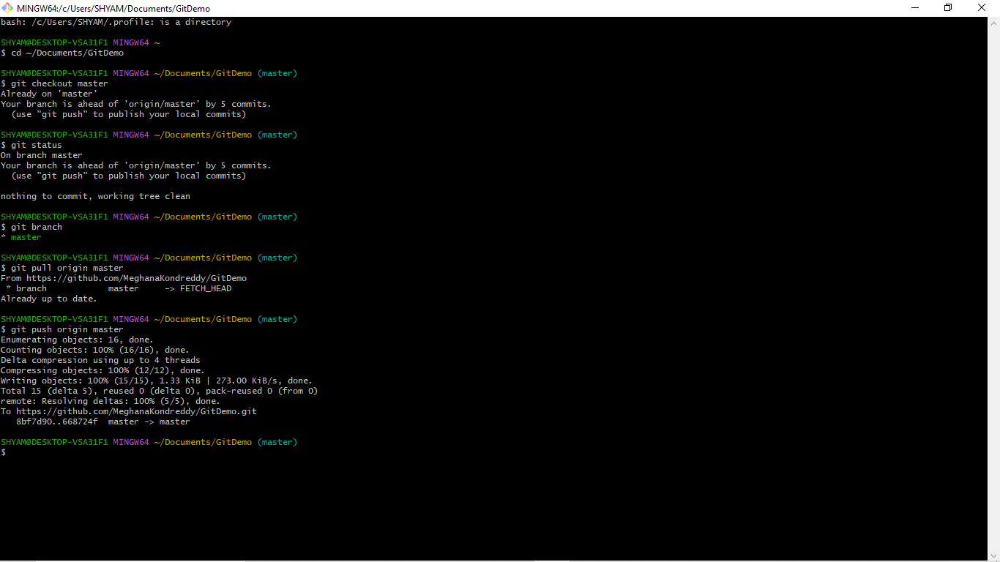 MINGW64:/c/Users/SHYAM/Documents/GitDemo
bash: /c/Users/SHYAM/.profile: is a directory
SHYAM@DESKTOP-VSA31F1 MINGW64 ~
$ cd ~/Documents/GitDemo
SHYAM@DESKTOP-VSA31F1 MINGW64 ~/Documents/GitDemo (master)
$ git checkout master
Already on 'master'
Your branch is ahead of 'origin/master' by 5 commits.
  (use "git push" to publish your local commits)
SHYAM@DESKTOP-VSA31F1 MINGW64 ~/Documents/GitDemo (master)
$ git status
On branch master
Your branch is ahead of 'origin/master' by 5 commits.
  (use "git push" to publish your local commits)
nothing to commit, working tree clean
SHYAM@DESKTOP-VSA31F1 MINGW64 ~/Documents/GitDemo (master)
$ git branch
* master
SHYAM@DESKTOP-VSA31F1 MINGW64 ~/Documents/GitDemo (master)
$ git pull origin master
From https://github.com/MeghanaKondreddy/GitDemo
 * branch            master     -> FETCH_HEAD
Already up to date.
SHYAM@DESKTOP-VSA31F1 MINGW64 ~/Documents/GitDemo (master)
$ git push origin master
Enumerating objects: 16, done.
Counting objects: 100% (16/16), done.
Delta compression using up to 4 threads
Compressing objects: 100% (12/12), done.
Writing objects: 100% (15/15), 1.33 KiB | 273.00 KiB/s, done.
Total 15 (delta 5), reused 0 (delta 0), pack-reused 0 (from 0)
remote: Resolving deltas: 100% (5/5), done.
To https://github.com/MeghanaKondreddy/GitDemo.git
   8bf7d90..668724f  master -> master
SHYAM@DESKTOP-VSA31F1 MINGW64 ~/Documents/GitDemo (master)
$